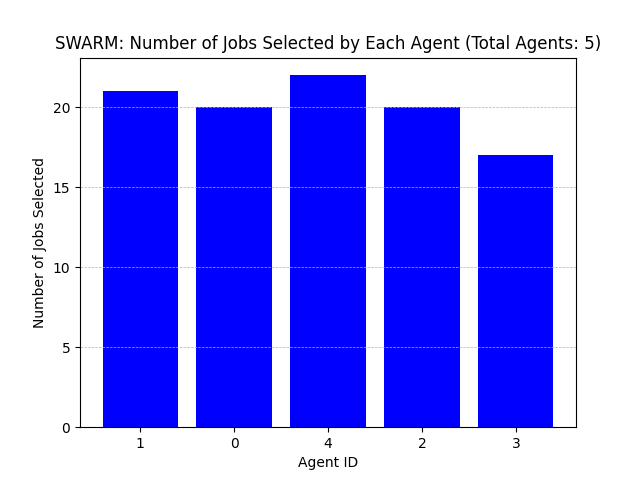 SWARM: Number of Jobs Selected by Each Agent (Total Agents: 5)
Number of Jobs Selected
20
15
10
5
0
1 0 4 2 3
Agent ID